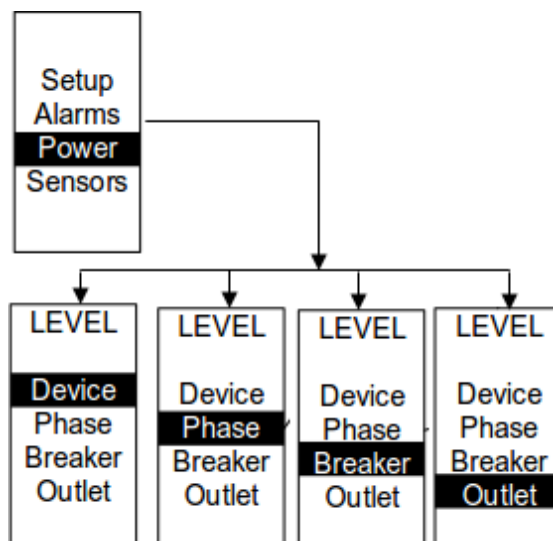 Setup
Alarms
Power
Sensors
LEVEL
Device
Phase
Breaker
Outlet
LEVEL
Device
Phase
Breaker
Outlet
LEVEL
Device
Phase
Breaker
Outlet
LEVEL
Device
Phase
Breaker
Outlet